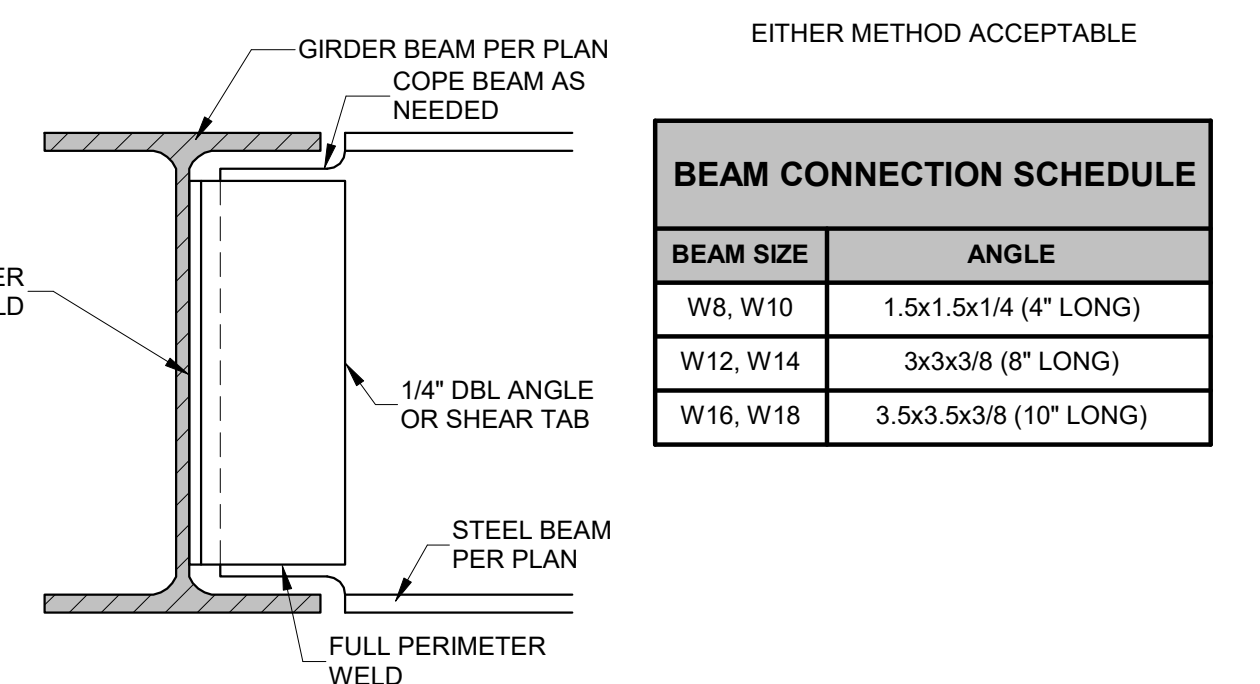 EITHER METHOD ACCEPTABLE
GIRDER BEAM PER PLAN
COPE BEAM AS
NEEDED
ER
LD
1/4" DBL ANGLE
OR SHEAR TAB
STEEL BEAM
PER PLAN
FULL PERIMETER
WELD
BEAM CONNECTION SCHEDULE
BEAM SIZE ANGLE
W8, W10 1.5x1.5x1/4 (4" LONG)
W12, W14 3x3x3/8 (8" LONG)
W16, W18 3.5x3.5x3/8 (10" LONG)